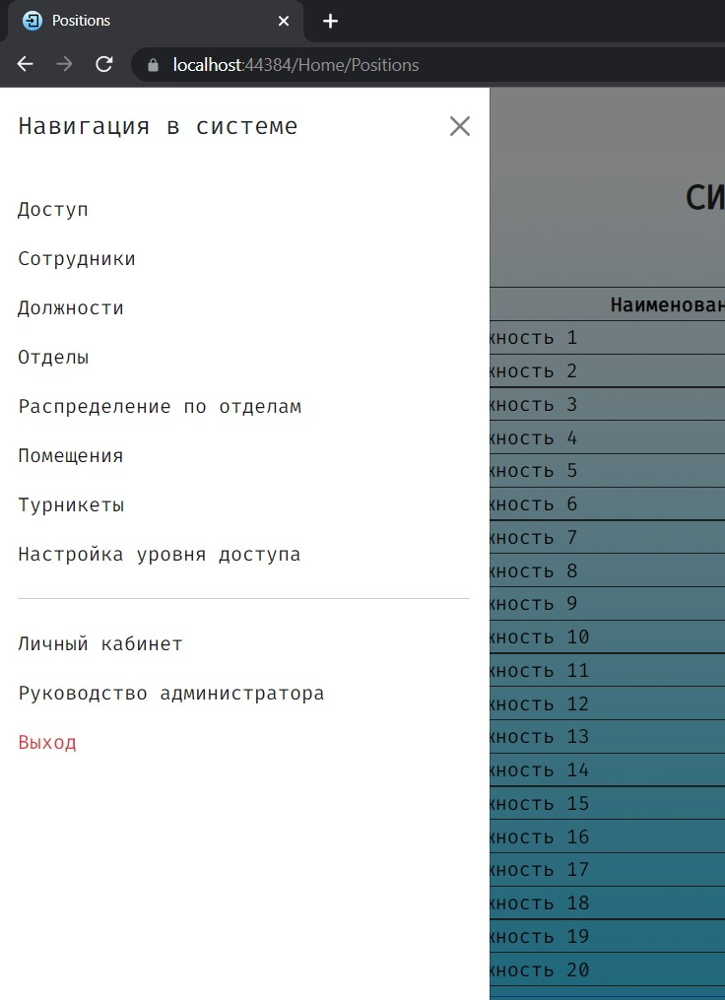 Positions
localhost:44384/Home/Positions
Навигация в системе
Доступ
Сотрудники
Должности
Отделы
Распределение по отделам
Помещения
Турникеты
Настройка уровня доступа
Личный кабинет
Руководство администратора
Выход
СИ
Наименован
жность 1
жность 2
жность 3
жность 4
жность 5
жность 6
жность 7
жность 8
жность 9
жность 10
жность 11
жность 12
жность 13
жность 14
жность 15
жность 16
жность 17
жность 18
жность 19
жность 20